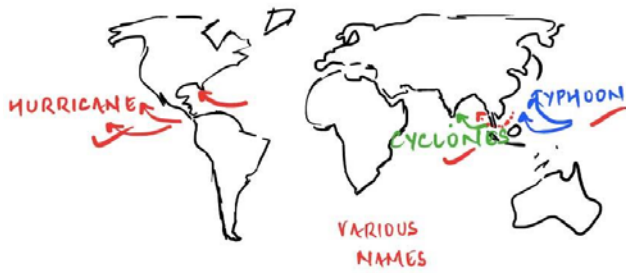 HURRICANE
TYPHOON
CYCLONES
VARIOUS
NAMES